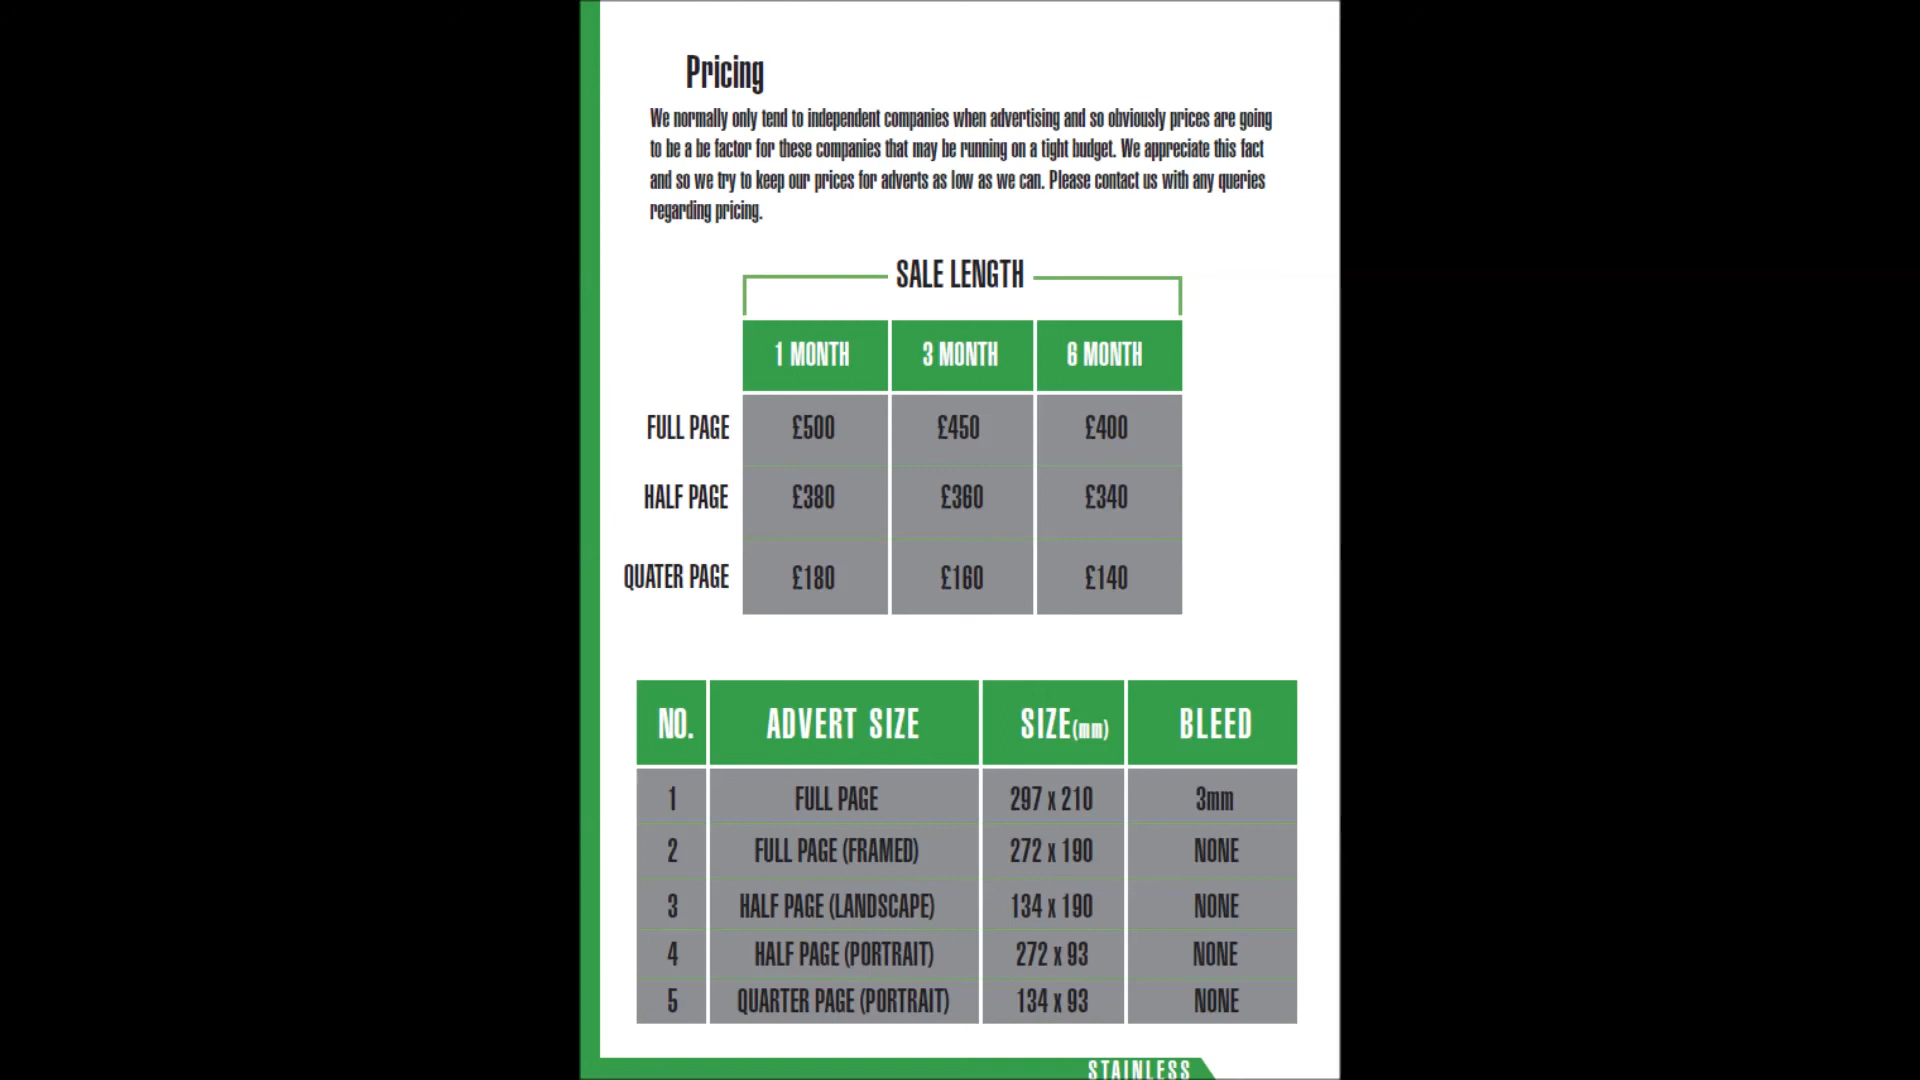 Pricing
We normally only tend to independent companies when advertising and so obviously prices are going
to be a be factor for these companies that may be running on a tight budget. We appreciate this fact
and so we try to keep our prices for adverts as low as we can. Please contact us with any queries
regarding pricing.
SALE LENGTH
1 MONTH 3 MONTH 6 MONTH
FULL PAGE £500 £450 £400
HALF PAGE £380 £360 £340
QUATER PAGE £180 £160 £140
NO. ADVERT SIZE SIZE(mm) BLEED
1 FULL PAGE 297 x 210 3mm
2 FULL PAGE (FRAMED) 272 x 190 NONE
3 HALF PAGE (LANDSCAPE) 134 x 190 NONE
4 HALF PAGE (PORTRAIT) 272 x 93 NONE
5 QUARTER PAGE (PORTRAIT) 134 x 93 NONE
STAINLESS